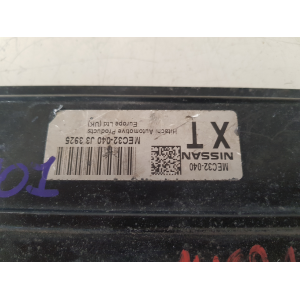 NISSAN
MEC32-040
XT
Hitachi Automotive Products
Europe Ltd (UK)
MEC32-040 J3 3925